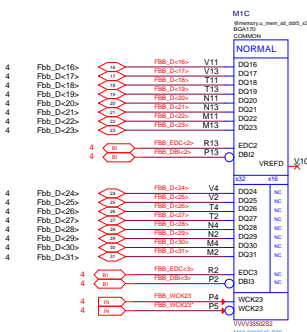 M1C
@memory.u_mem_sd_ddr5_x3
BGA170
COMMON
NORMAL
4 Fbb_D<16> 16 FBB_D<16> V11 DQ16
4 Fbb_D<17> 17 FBB_D<17> V13 DQ17
4 Fbb_D<18> 18 FBB_D<18> T11 DQ18
4 Fbb_D<19> 19 FBB_D<19> T13 DQ19
4 Fbb_D<20> 20 FBB_D<20> N11 DQ20
4 Fbb_D<21> 21 FBB_D<21> N13 DQ21
4 Fbb_D<22> 22 FBB_D<22> M11 DQ22
4 Fbb_D<23> 23 FBB_D<23> M13 DQ23
4 BI FBB_EDC<2> R13 EDC2
4 BI FBB_DBI<2> P13 DBI2
VREFD V10
x32 x16
4 Fbb_D<24> 24 FBB_D<24> V4 DQ24 NC
4 Fbb_D<25> 25 FBB_D<25> V2 DQ25 NC
4 Fbb_D<26> 26 FBB_D<26> T4 DQ26 NC
4 Fbb_D<27> 27 FBB_D<27> T2 DQ27 NC
4 Fbb_D<28> 28 FBB_D<28> N4 DQ28 NC
4 Fbb_D<29> 29 FBB_D<29> N2 DQ29 NC
4 Fbb_D<30> 30 FBB_D<30> M4 DQ30 NC
4 Fbb_D<31> 31 FBB_D<31> M2 DQ31 NC
4 BI FBB_EDC<3> R2 EDC3 NC
4 BI FBB_DBI<3> P2 DBI3 NC
4 IN FBB_WCK23 P4 WCK23
4 IN FBB_WCK23* P5 WCK23